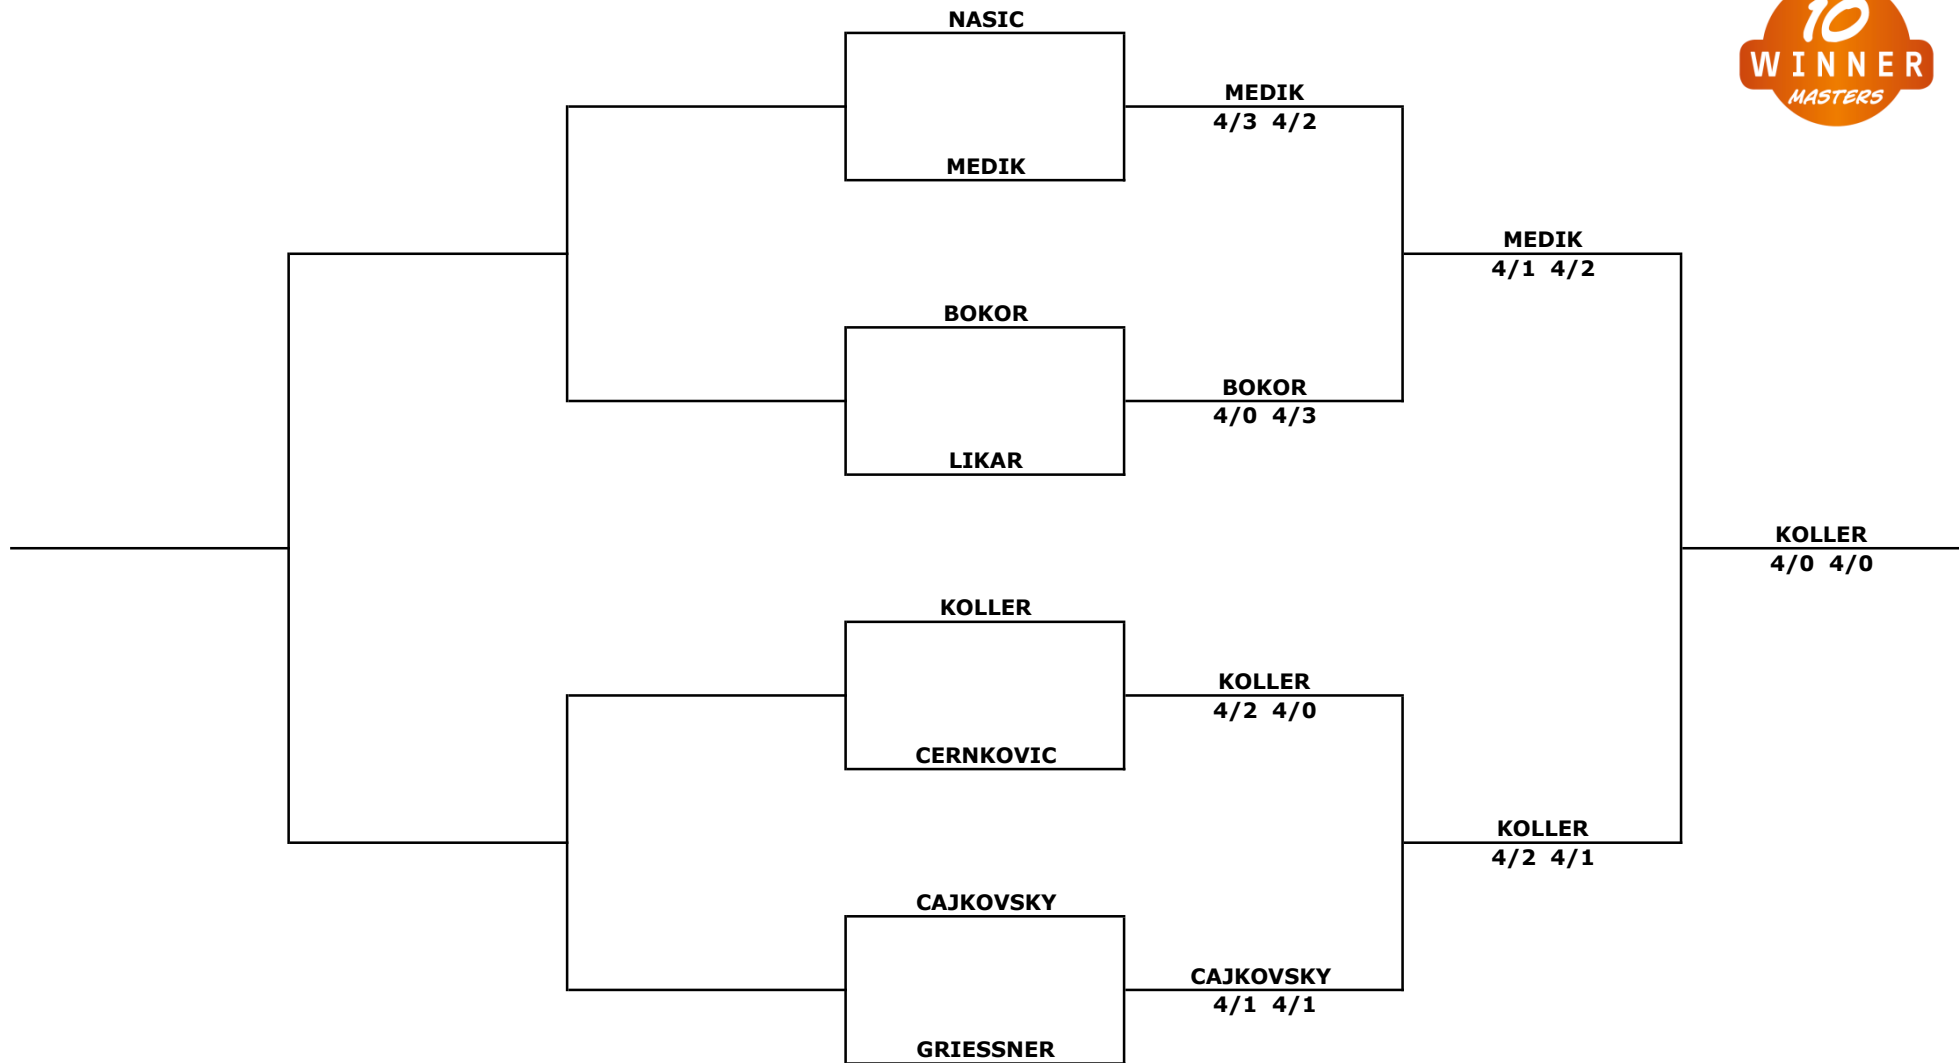 NASIC
10
WINNER
MASTERS
MEDIK
4/3 4/2
MEDIK
MEDIK
4/1 4/2
BOKOR
BOKOR
4/0 4/3
LIKAR
KOLLER
4/0 4/0
KOLLER
KOLLER
4/2 4/0
CERNKOVIC
KOLLER
4/2 4/1
CAJKOVSKY
CAJKOVSKY
4/1 4/1
GRIESSNER